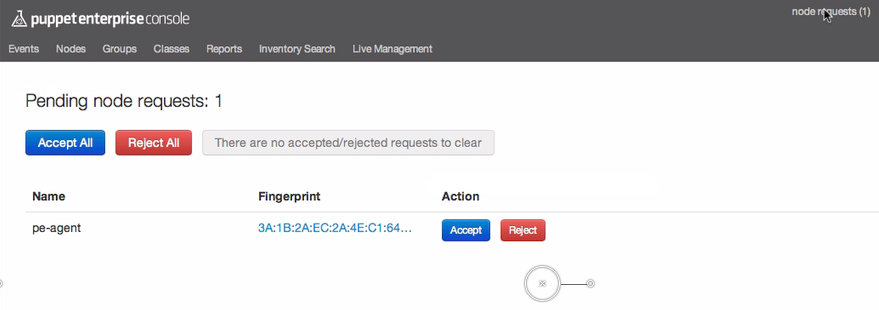 puppet enterprise console
node requests (1)
Events Nodes Groups Classes Reports Inventory Search Live Management
Pending node requests: 1
Accept All Reject All There are no accepted/rejected requests to clear
Name Fingerprint Action
pe-agent 3A:1B:2A:EC:2A:4E:C1:64... Accept Reject